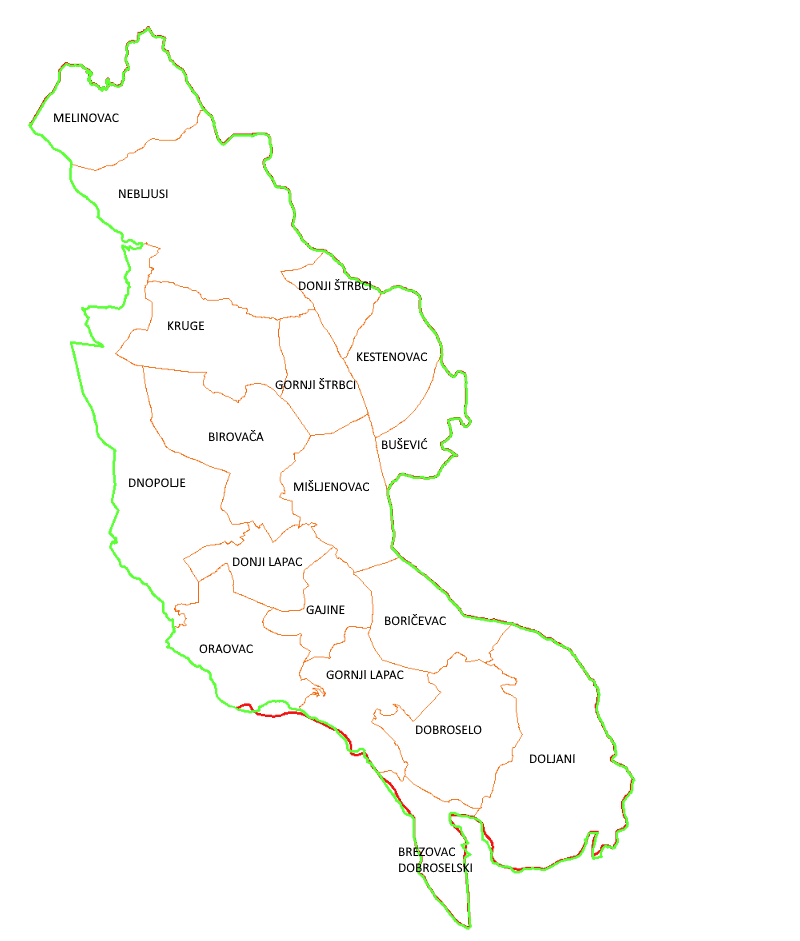 MELINOVAC
NEBLJUSI
DONJI ŠTRBCI
KRUGE
KESTENOVAC
GORNJI ŠTRBCI
BIROVAČA
BUŠEVIĆ
DNOPOLJE
MIŠLJENOVAC
DONJI LAPAC
GAJINE
BORIČEVAC
ORAOVAC
GORNJI LAPAC
DOBROSELO
DOLJANI
BREZOVAC
DOBROSELSKI